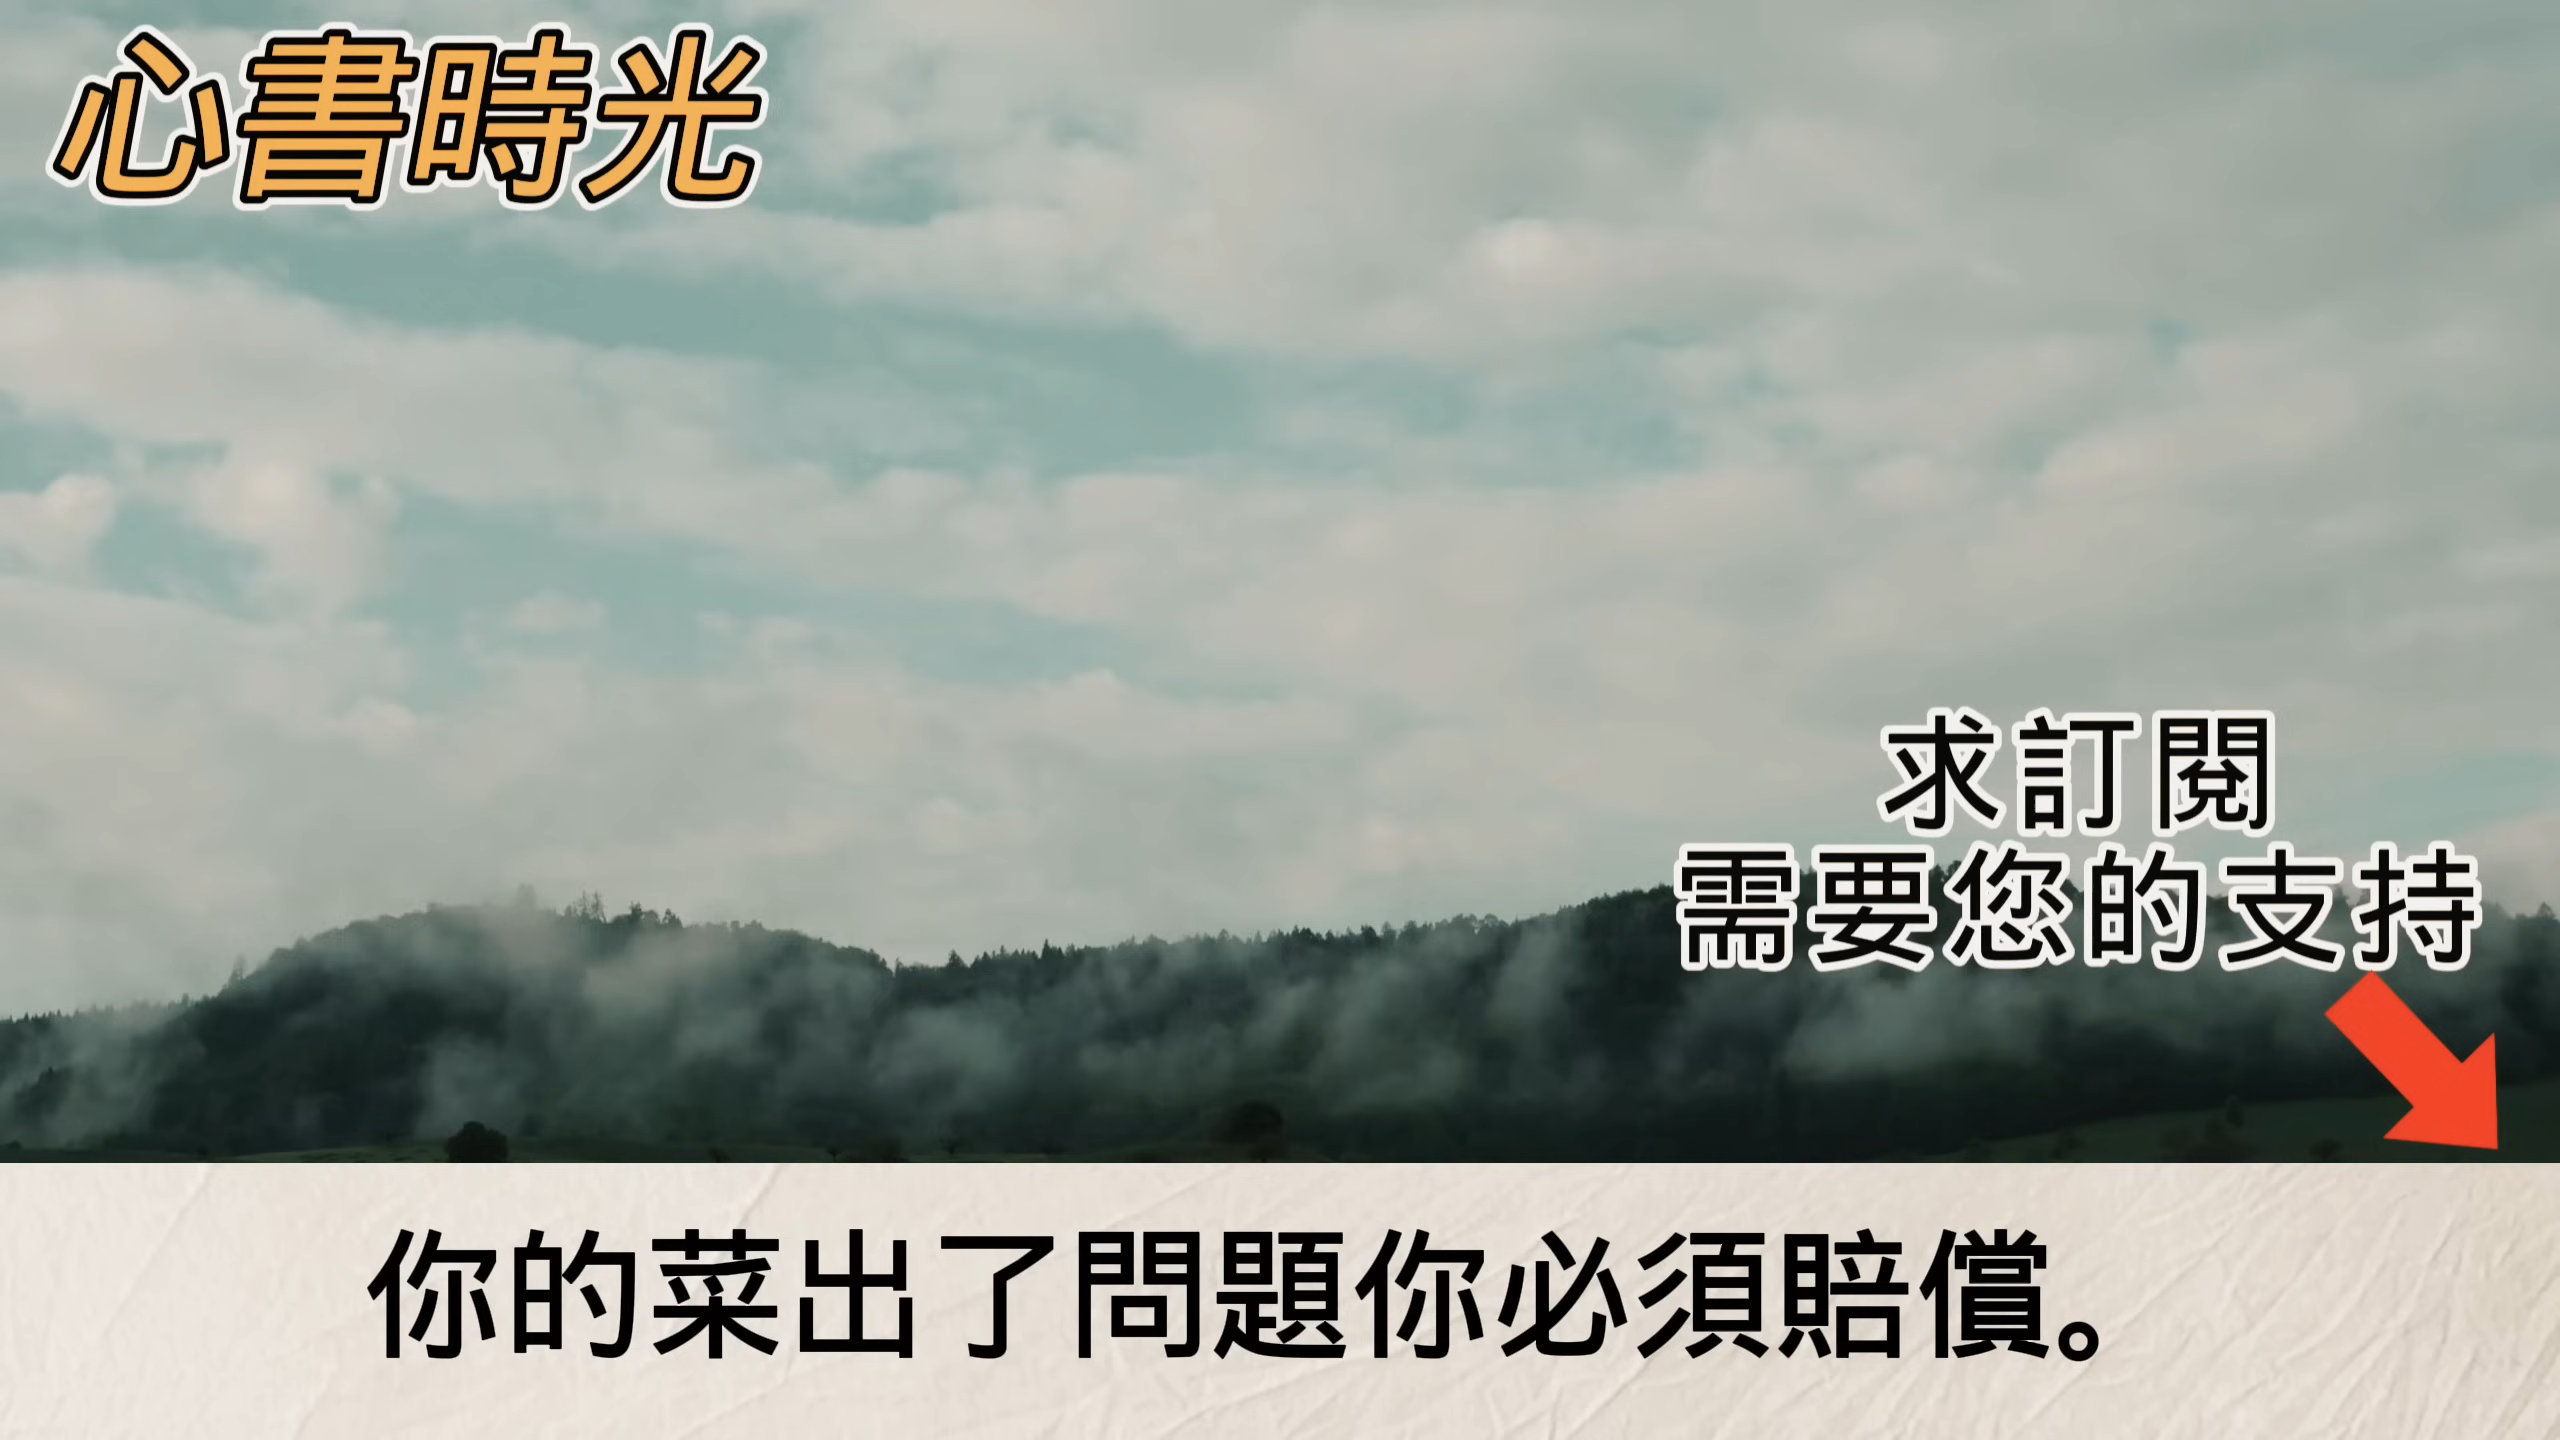 心書時光
求訂閱
需要您的支持
你的菜出了問題你必須賠償。